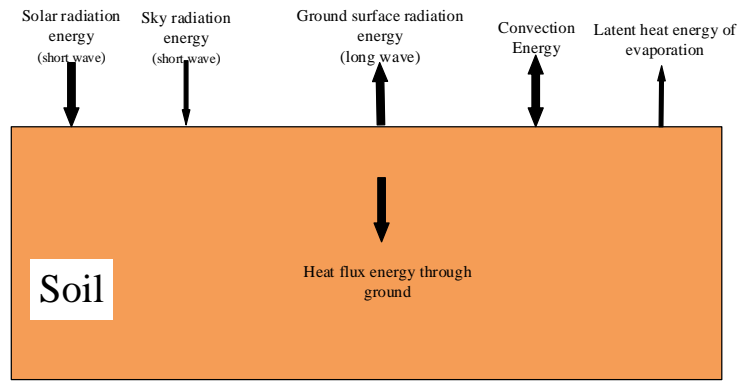 Solar radiation
energy
(short wave)
Sky radiation
energy
(short wave)
Ground surface radiation
energy
(long wave)
Convection
Energy
Latent heat energy of
evaporation
Heat flux energy through
ground
Soil